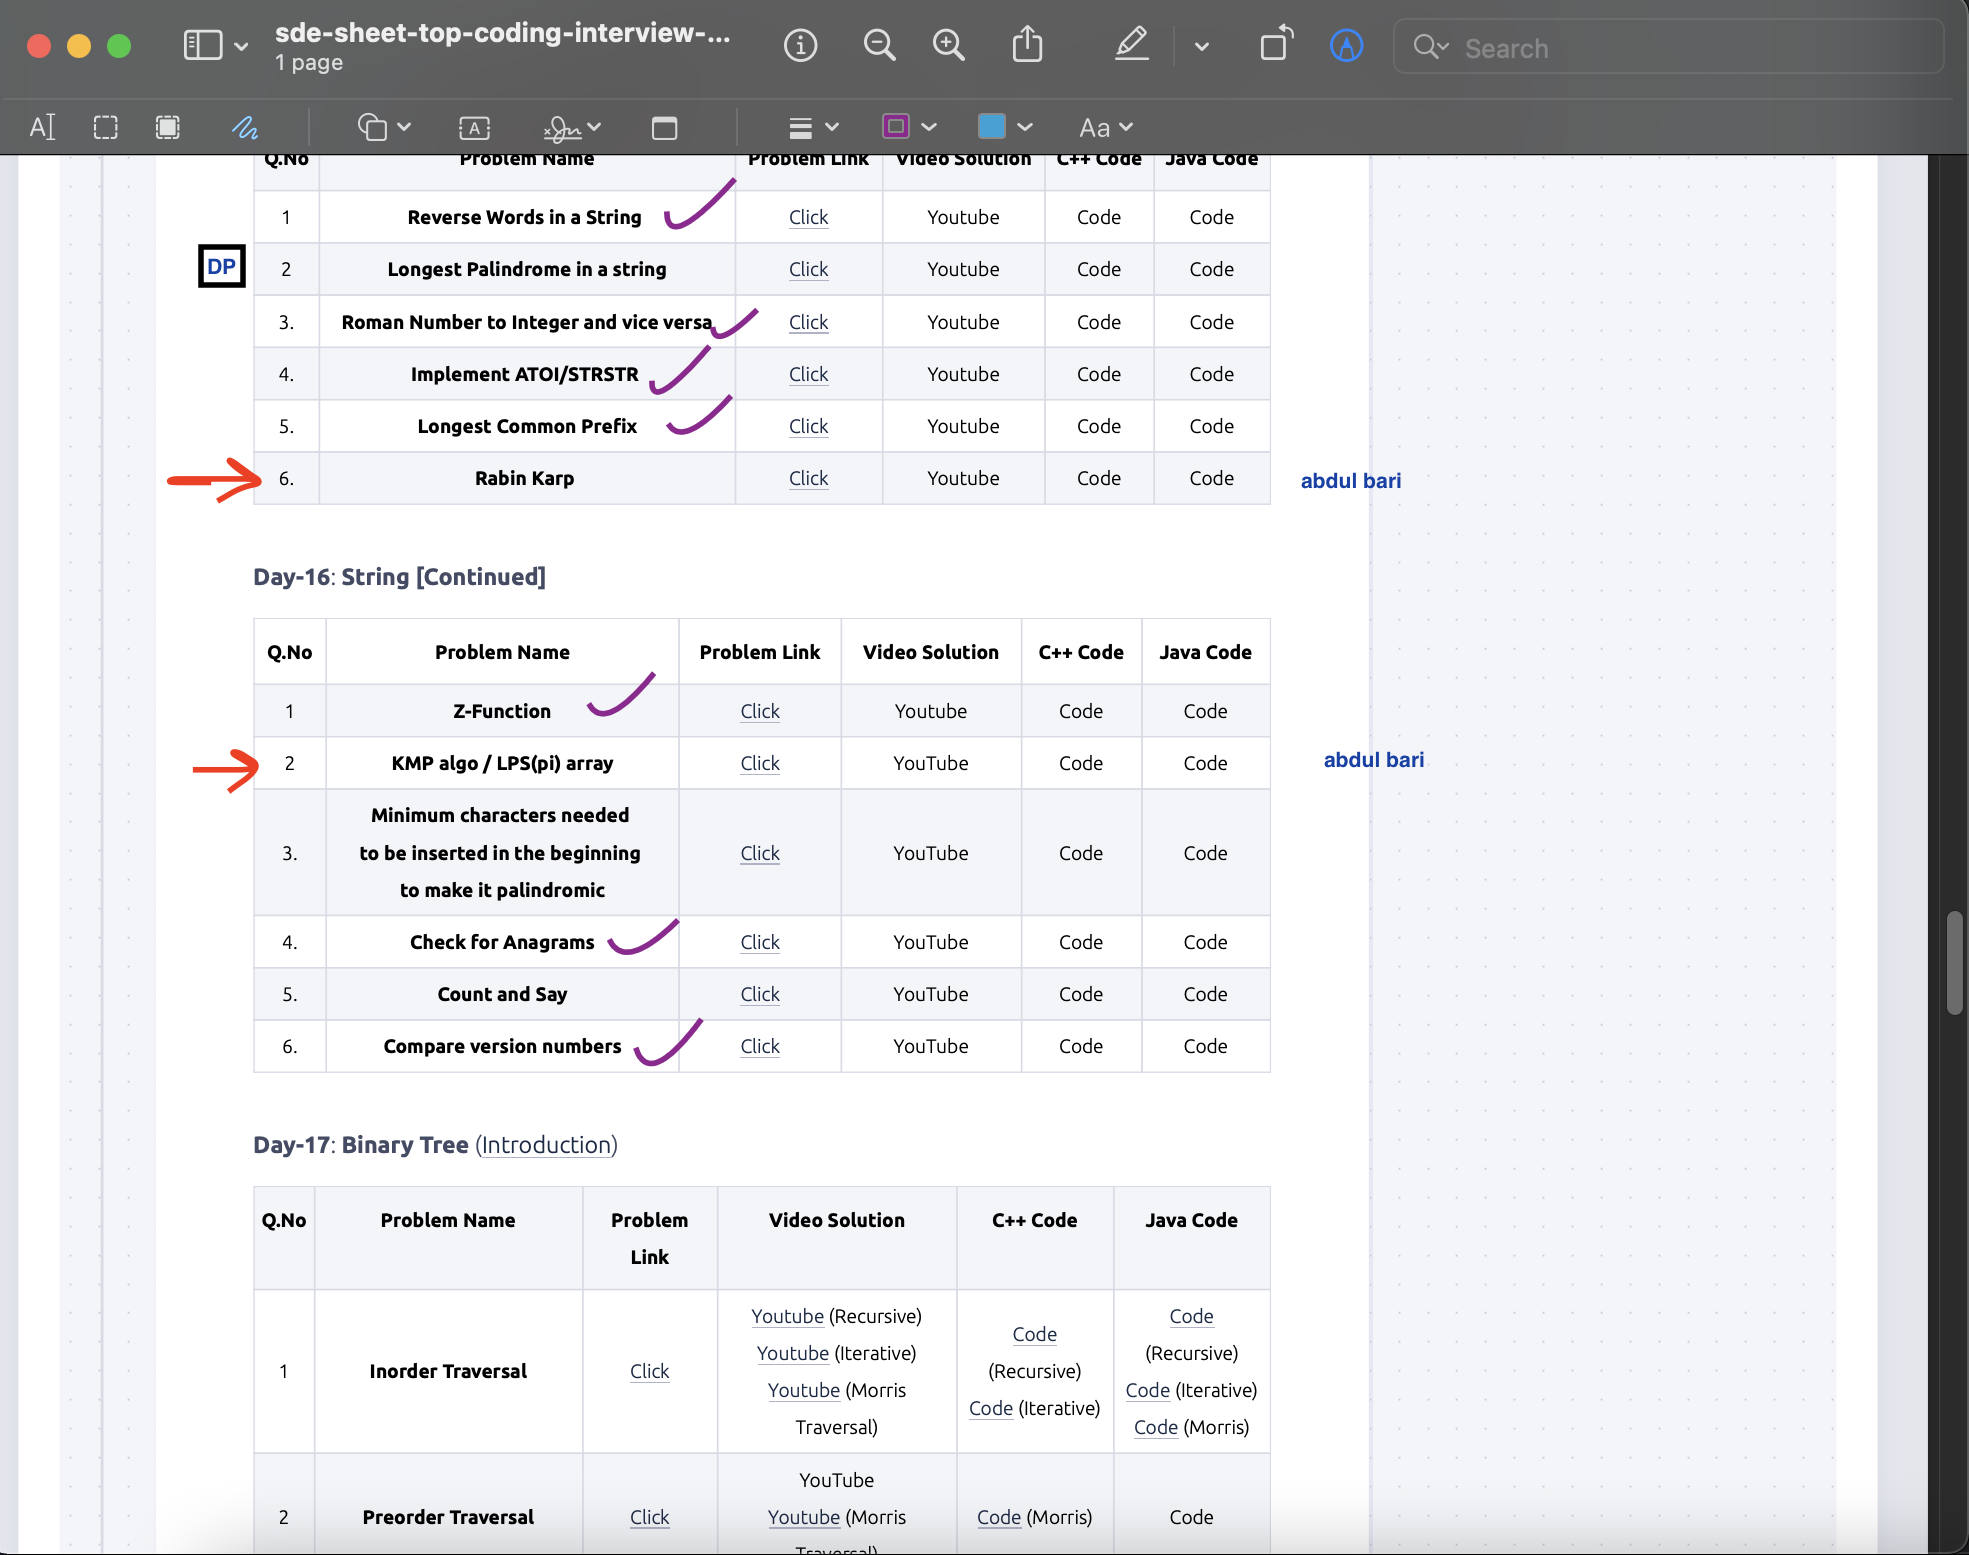 sde-sheet-top-coding-interview-...
1 page
Search
Aa
Q.No Problem Name Problem Link Video Solution C++ Code Java Code
1 Reverse Words in a String Click Youtube Code Code
DP 2 Longest Palindrome in a string Click Youtube Code Code
3. Roman Number to Integer and vice versa Click Youtube Code Code
4. Implement ATOI/STRSTR Click Youtube Code Code
5. Longest Common Prefix Click Youtube Code Code
6. Rabin Karp Click Youtube Code Code abdul bari
Day-16: String [Continued]
Q.No Problem Name Problem Link Video Solution C++ Code Java Code
1 Z-Function Click Youtube Code Code
2 KMP algo / LPS(pi) array Click YouTube Code Code abdul bari
3. Minimum characters needed
to be inserted in the beginning
to make it palindromic
Click YouTube Code Code
4. Check for Anagrams Click YouTube Code Code
5. Count and Say Click YouTube Code Code
6. Compare version numbers Click YouTube Code Code
Day-17: Binary Tree (Introduction)
Q.No Problem Name Problem
Link
Video Solution C++ Code Java Code
1 Inorder Traversal Click
Youtube (Recursive)
Youtube (Iterative)
Youtube (Morris
Traversal)
Code
(Recursive)
Code (Iterative)
Code
(Recursive)
Code (Iterative)
Code (Morris)
2 Preorder Traversal Click
YouTube
Youtube (Morris
Traversal)
Code (Morris)
Code